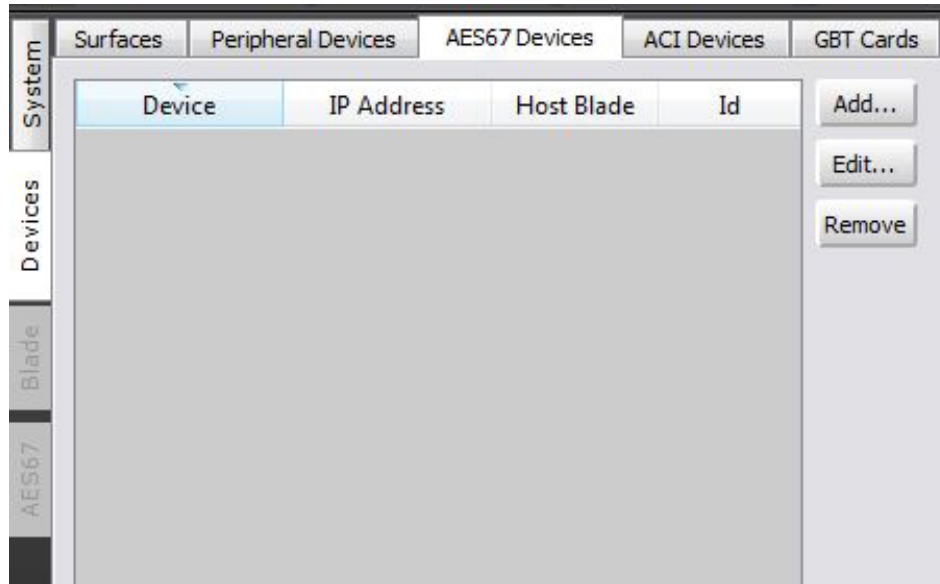 System
Devices
Blade
AES67
Surfaces Peripheral Devices AES67 Devices ACI Devices GBT Cards
Device IP Address Host Blade Id
Add...
Edit...
Remove